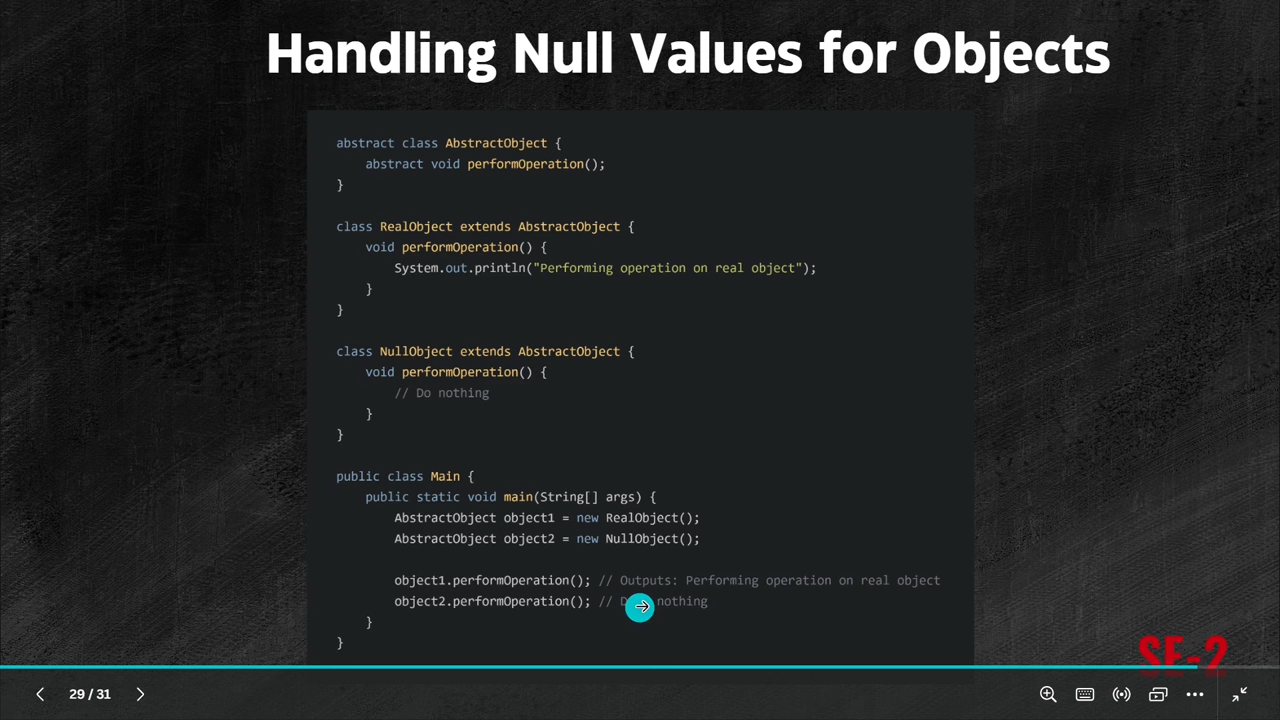 Handling Null Values for Objects
abstract class AbstractObject {
    abstract void performOperation();
}
class RealObject extends AbstractObject {
    void performOperation() {
        System.out.println("Performing operation on real object");
    }
}
class NullObject extends AbstractObject {
    void performOperation() {
        // Do nothing
    }
}
public class Main {
    public static void main(String[] args) {
        AbstractObject object1 = new RealObject();
        AbstractObject object2 = new NullObject();
        object1.performOperation(); // Outputs: Performing operation on real object
        object2.performOperation(); // nothing
    }
}
SE-2
29 / 31